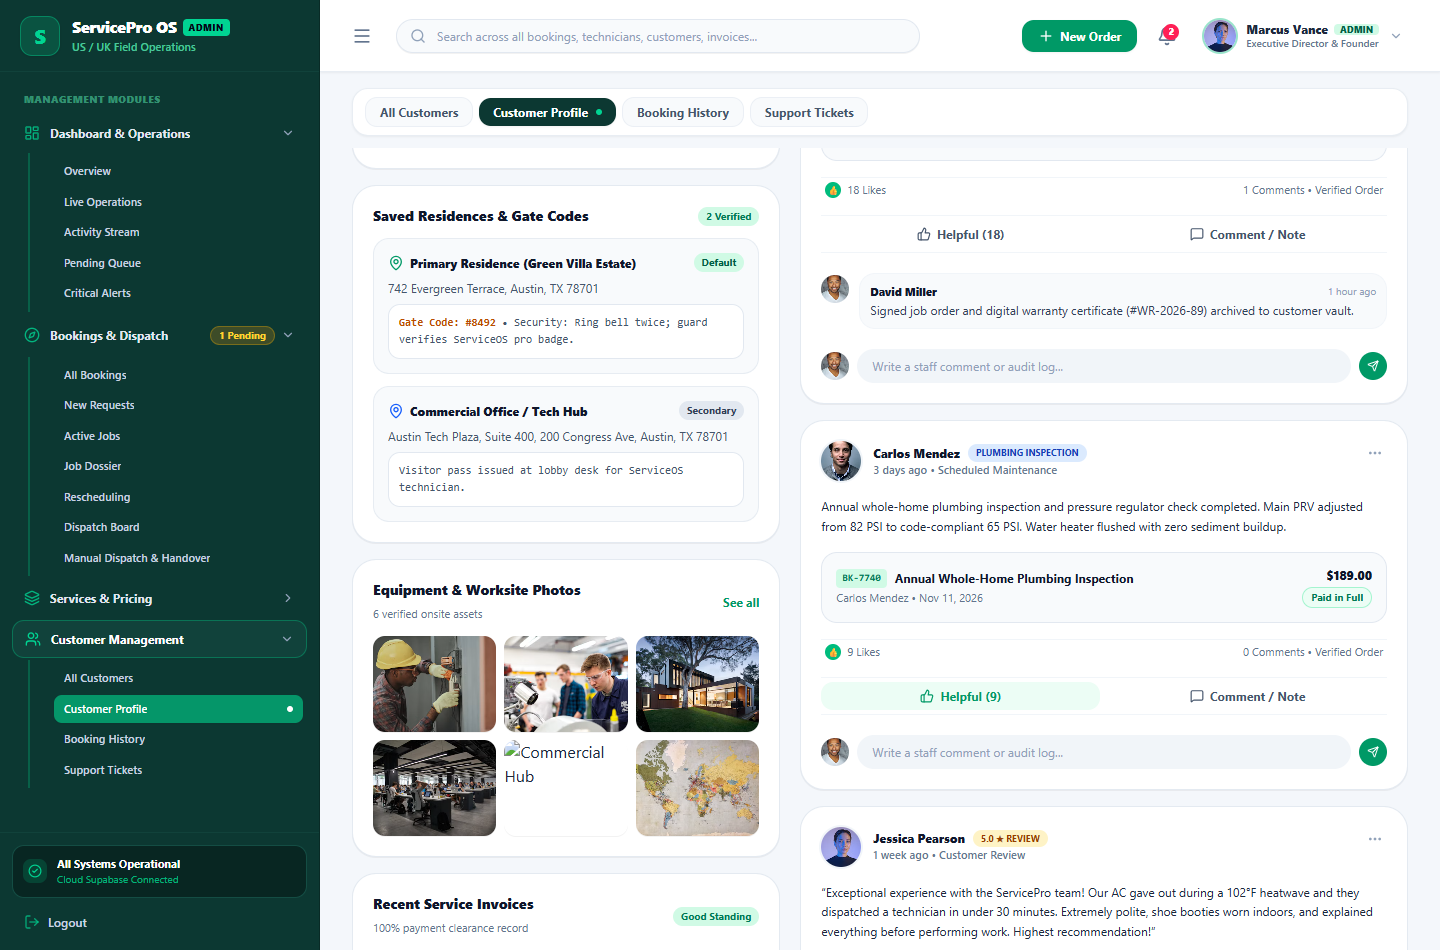 S
ServicePro OS ADMIN
US / UK Field Operations
MANAGEMENT MODULES
Dashboard & Operations
Overview
Live Operations
Activity Stream
Pending Queue
Critical Alerts
Bookings & Dispatch 1 Pending
All Bookings
New Requests
Active Jobs
Job Dossier
Rescheduling
Dispatch Board
Manual Dispatch & Handover
Services & Pricing
Customer Management
All Customers
Customer Profile
Booking History
Support Tickets
All Systems Operational
Cloud Supabase Connected
Logout
Search across all bookings, technicians, customers, invoices...
New Order
2
Marcus Vance ADMIN
Executive Director & Founder
All Customers
Customer Profile
Booking History
Support Tickets
Saved Residences & Gate Codes
2 Verified
Primary Residence (Green Villa Estate)
Default
742 Evergreen Terrace, Austin, TX 78701
Gate Code: #8492 • Security: Ring bell twice; guard
verifies ServiceOS pro badge.
Commercial Office / Tech Hub
Secondary
Austin Tech Plaza, Suite 400, 200 Congress Ave, Austin, TX 78701
Visitor pass issued at lobby desk for ServiceOS
technician.
Equipment & Worksite Photos
6 verified onsite assets
See all
Commercial
Hub
Recent Service Invoices
100% payment clearance record
Good Standing
18 Likes
1 Comments • Verified Order
Helpful (18)
Comment / Note
David Miller
1 hour ago
Signed job order and digital warranty certificate (#WR-2026-89) archived to customer vault.
Write a staff comment or audit log...
Carlos Mendez PLUMBING INSPECTION
3 days ago • Scheduled Maintenance
Annual whole-home plumbing inspection and pressure regulator check completed. Main PRV adjusted
from 82 PSI to code-compliant 65 PSI. Water heater flushed with zero sediment buildup.
BK-7740 Annual Whole-Home Plumbing Inspection
$189.00
Carlos Mendez • Nov 11, 2026
Paid in Full
9 Likes
0 Comments • Verified Order
Helpful (9)
Comment / Note
Write a staff comment or audit log...
Jessica Pearson 5.0 ★ REVIEW
1 week ago • Customer Review
“Exceptional experience with the ServicePro team! Our AC gave out during a 102°F heatwave and they
dispatched a technician in under 30 minutes. Extremely polite, shoe booties worn indoors, and explained
everything before performing work. Highest recommendation!”